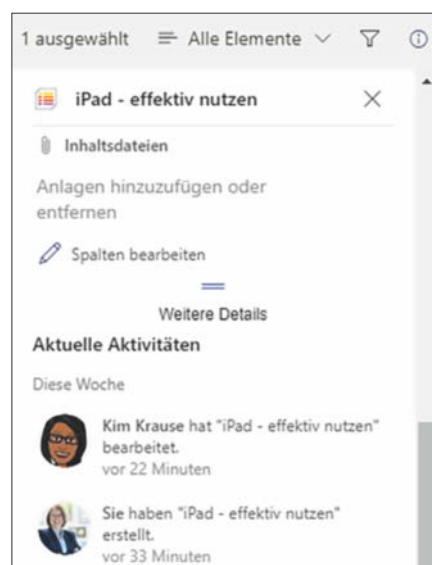 1 ausgewählt Alle Elemente
iPad - effektiv nutzen
Inhaltsdateien
Anlagen hinzuzufügen oder
entfernen
Spalten bearbeiten
Weitere Details
Aktuelle Aktivitäten
Diese Woche
Kim Krause hat "iPad - effektiv nutzen"
bearbeitet.
vor 22 Minuten
Sie haben "iPad - effektiv nutzen"
erstellt.
vor 33 Minuten